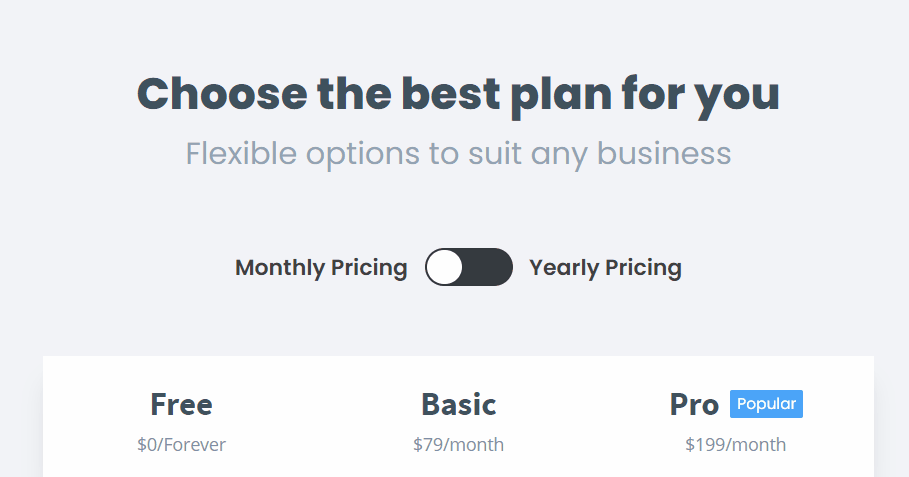 Choose the best plan for you
Flexible options to suit any business
Monthly Pricing Yearly Pricing
Free Basic Pro Popular
$0/Forever $79/month $199/month